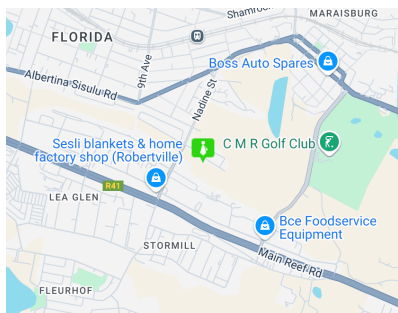 Shamroc
MARAISBURG
FLORIDA
9th Ave
Boss Auto Spares
Albertina Sisulu Rd
Nadine St
Sesli blankets & home
factory shop (Robertville)
C M R Golf Club
R41
LEA GLEN
Bce Foodservice
Equipment
STORMILL
Main Reef Rd
FLEURHOF